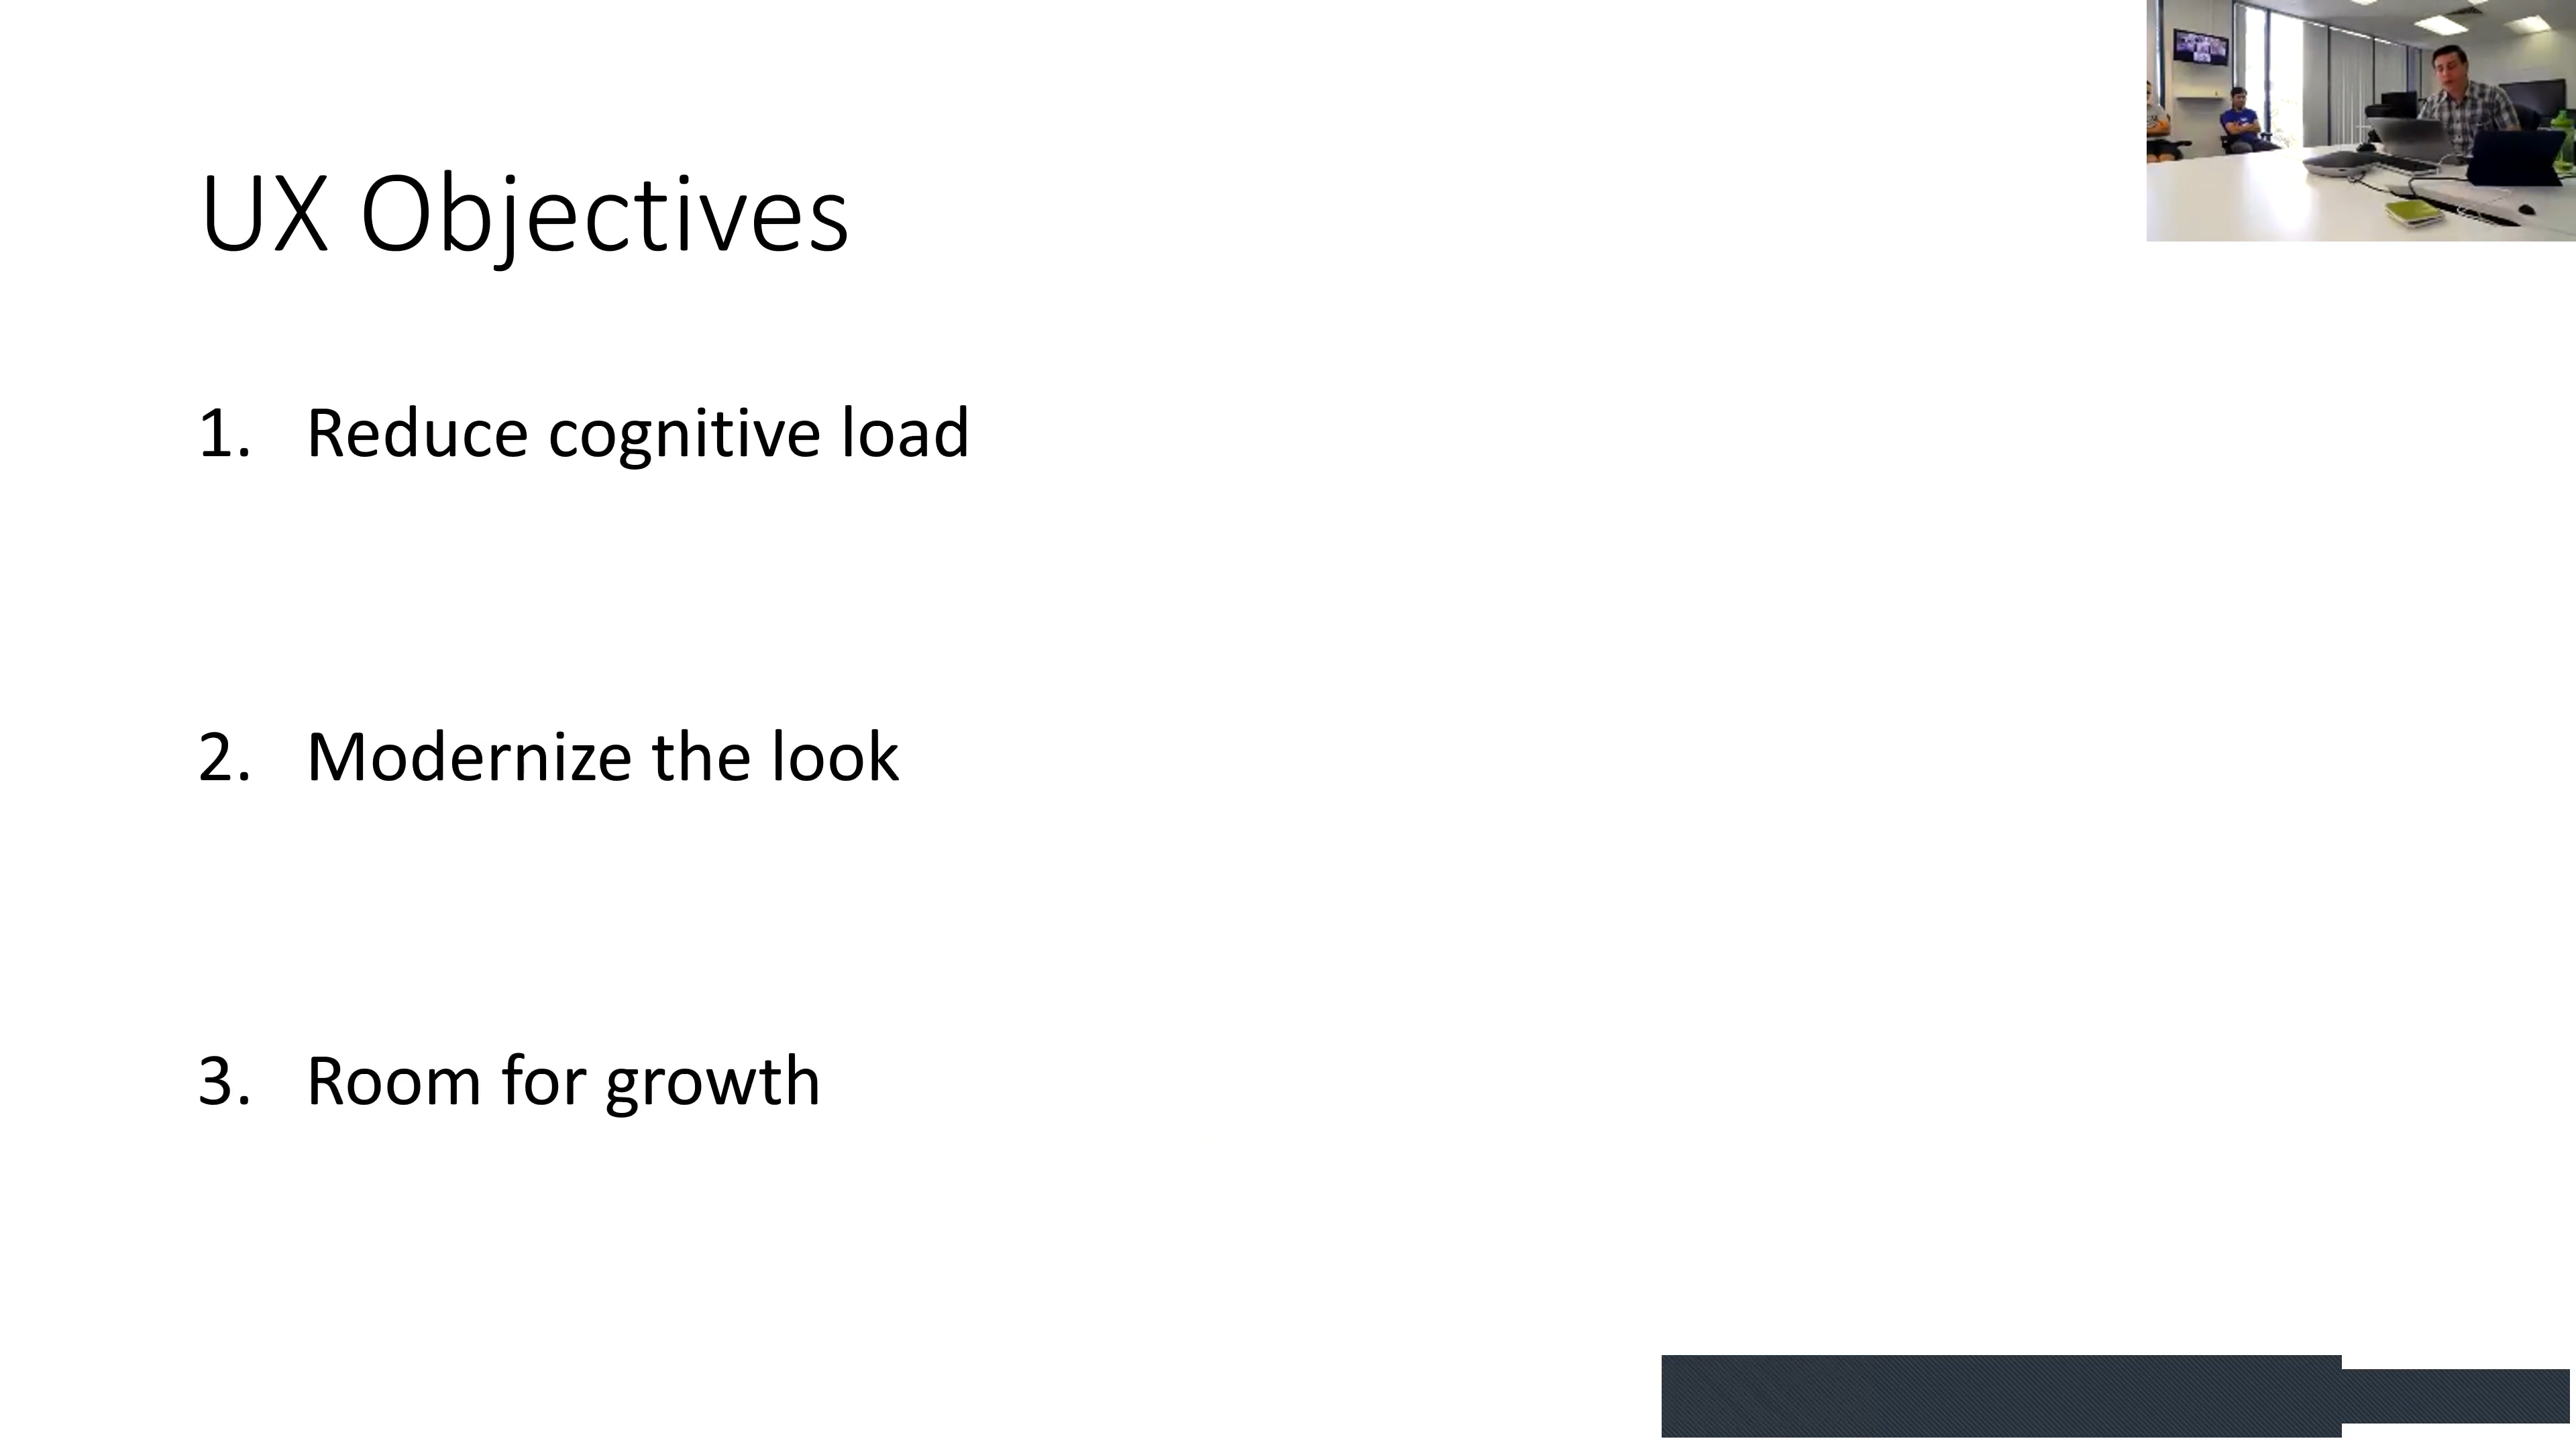 UX Objectives
1. Reduce cognitive load
2. Modernize the look
3. Room for growth